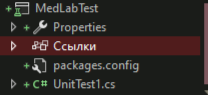 MedLabTest
Properties
Ссылки
packages.config
C# UnitTest1.cs